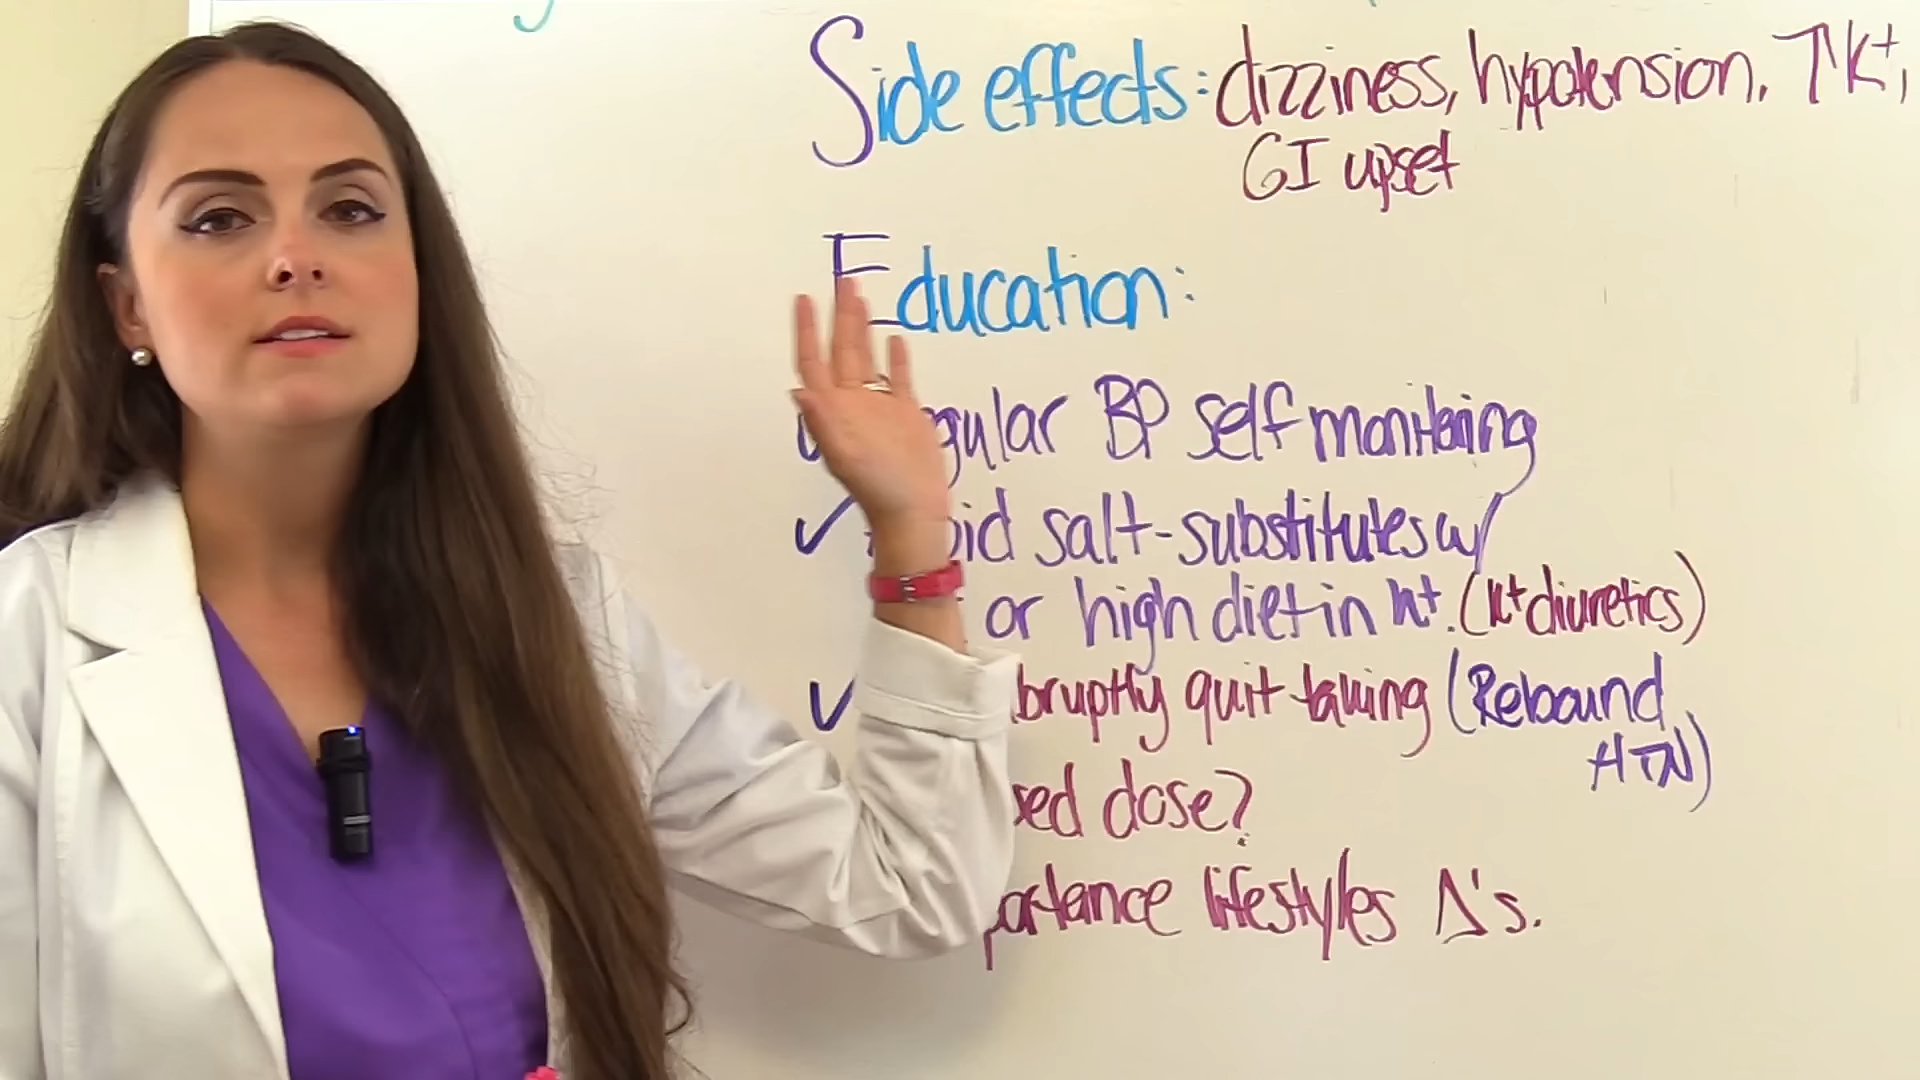 Side effects: dizziness, hypotension, ↑K+,
GI upset
Education:
gular BP self monitoring
✓ oid salt-substitutes w/
or high diet in K+. (K+ diuretics)
✓ bruptly quit taking (Rebound
HTN)
sed dose?
portance lifestyles Δ's.